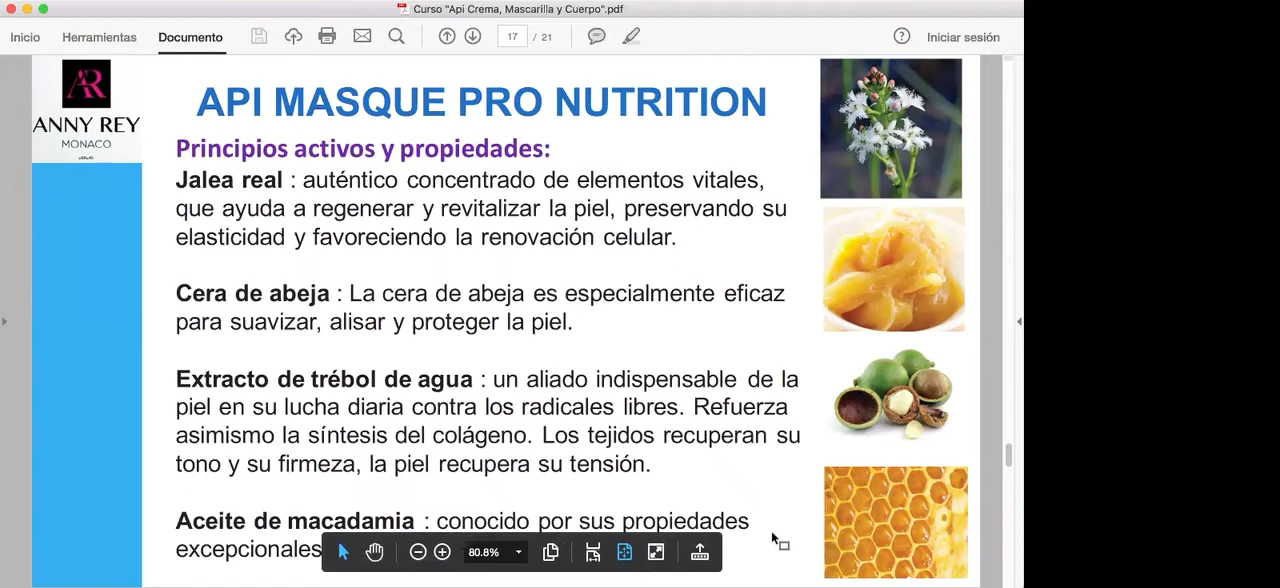 Curso "Api Crema, Mascarilla y Cuerpo".pdf
Inicio Herramientas Documento 17 / 21 Iniciar sesión
AR
ANNY REY
MONACO
API MASQUE PRO NUTRITION
Principios activos y propiedades:
Jalea real : auténtico concentrado de elementos vitales,
que ayuda a regenerar y revitalizar la piel, preservando su
elasticidad y favoreciendo la renovación celular.
Cera de abeja : La cera de abeja es especialmente eficaz
para suavizar, alisar y proteger la piel.
Extracto de trébol de agua : un aliado indispensable de la
piel en su lucha diaria contra los radicales libres. Refuerza
asimismo la síntesis del colágeno. Los tejidos recuperan su
tono y su firmeza, la piel recupera su tensión.
Aceite de macadamia : conocido por sus propiedades
excepcionales
80.8%